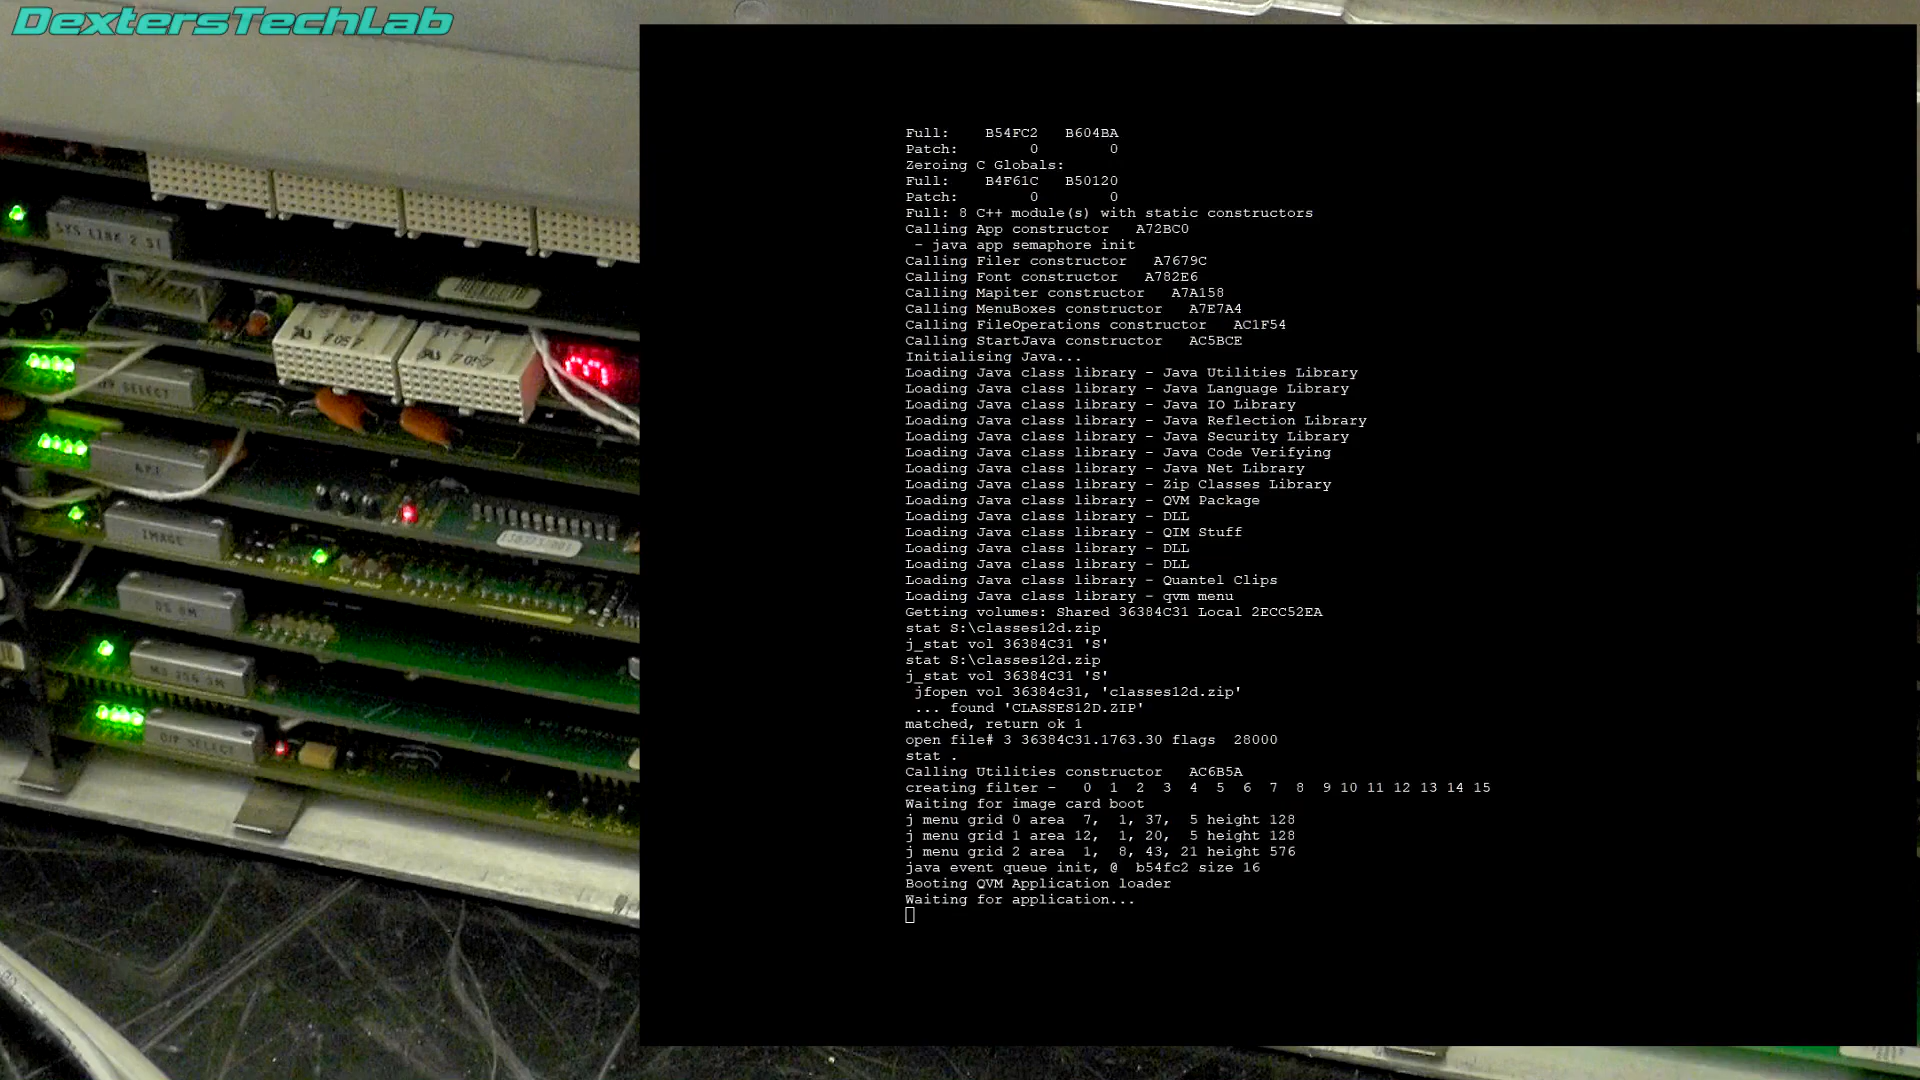 DextersTechLab
SYS LINK 2.5
7057
7057
SELECT
API
IMAGE
DIP SELECT
130373/001
Full:    B54FC2   B604BA
Patch:        0        0
Zeroing C Globals:
Full:    B4F61C   B50120
Patch:        0        0
Full: 8 C++ module(s) with static constructors
Calling App constructor   A72BC0
 - java app semaphore init
Calling Filer constructor   A7679C
Calling Font constructor   A782E6
Calling Mapiter constructor   A7A158
Calling MenuBoxes constructor   A7E7A4
Calling FileOperations constructor   AC1F54
Calling StartJava constructor   AC5BCE
Initialising Java...
Loading Java class library - Java Utilities Library
Loading Java class library - Java Language Library
Loading Java class library - Java IO Library
Loading Java class library - Java Reflection Library
Loading Java class library - Java Security Library
Loading Java class library - Java Code Verifying
Loading Java class library - Java Net Library
Loading Java class library - Zip Classes Library
Loading Java class library - QVM Package
Loading Java class library - DLL
Loading Java class library - QIM Stuff
Loading Java class library - DLL
Loading Java class library - DLL
Loading Java class library - Quantel Clips
Loading Java class library - qvm menu
Getting volumes: Shared 36384C31 Local 2ECC52EA
stat S:\classes12d.zip
j_stat vol 36384C31 'S'
stat S:\classes12d.zip
j_stat vol 36384C31 'S'
 jfopen vol 36384c31, 'classes12d.zip'
 ... found 'CLASSES12D.ZIP'
matched, return ok 1
open file# 3 36384C31.1763.30 flags  28000
stat .
Calling Utilities constructor   AC6B5A
creating filter -   0  1  2  3  4  5  6  7  8  9 10 11 12 13 14 15
Waiting for image card boot
j menu grid 0 area  7,  1, 37,  5 height 128
j menu grid 1 area 12,  1, 20,  5 height 128
j menu grid 2 area  1,  8, 43, 21 height 576
java event queue init, @  b54fc2 size 16
Booting QVM Application loader
Waiting for application...